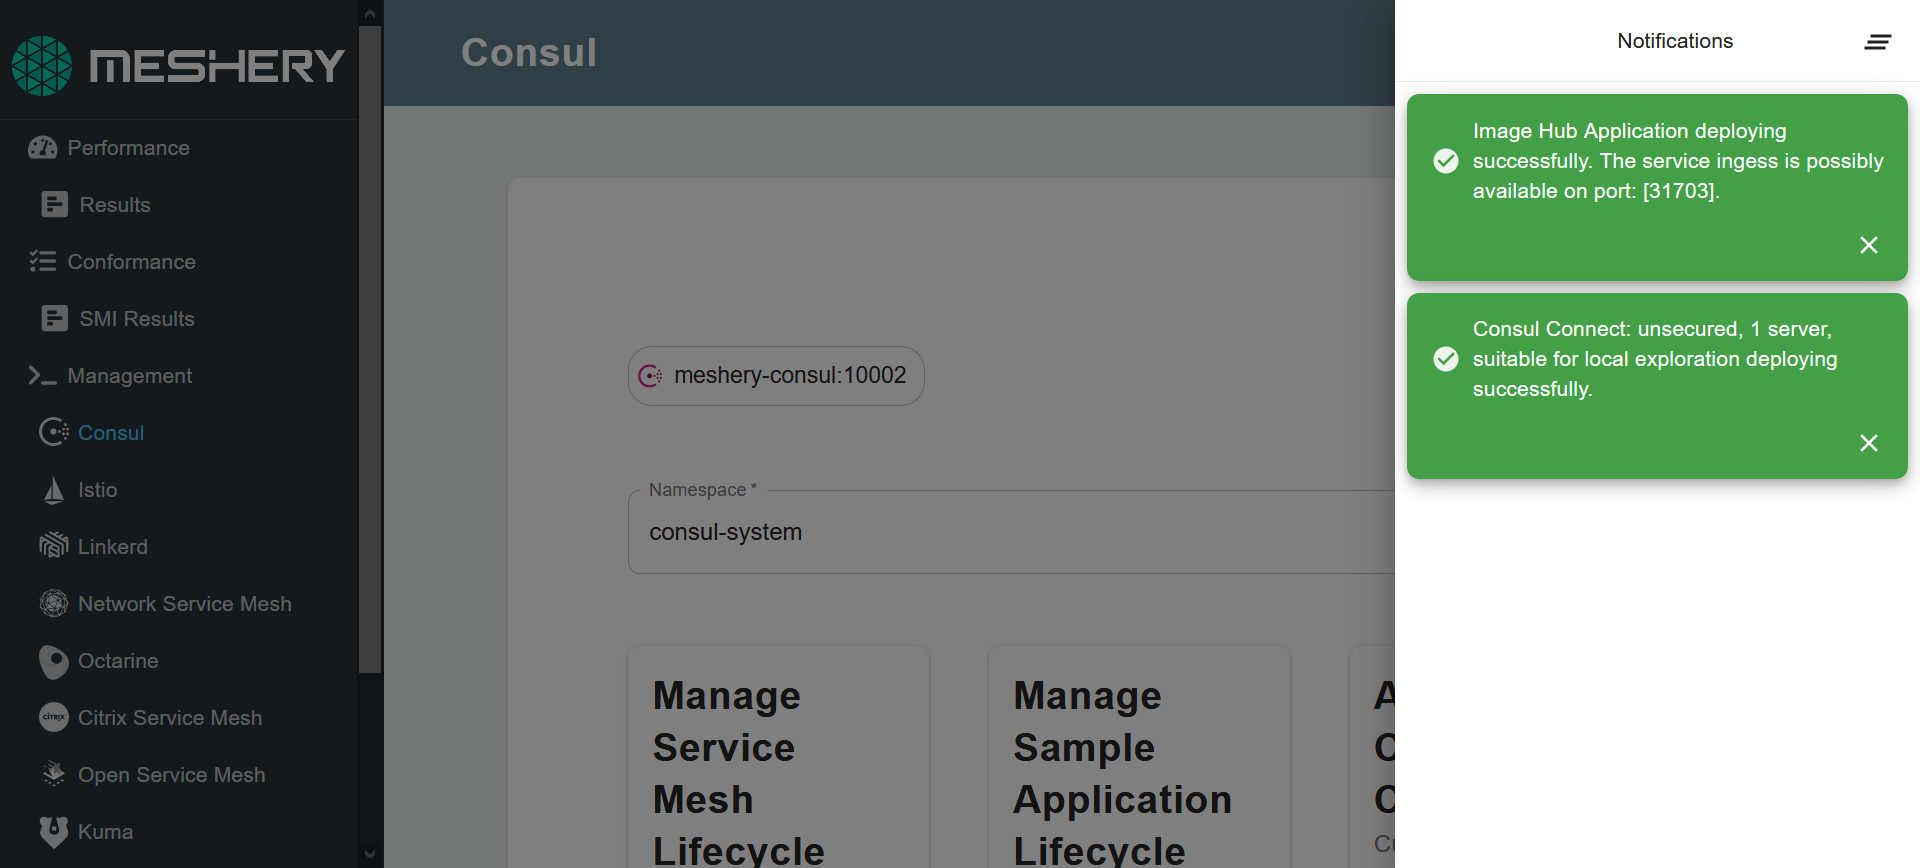 MESHERY
Performance
Results
Conformance
SMI Results
Management
Consul
Istio
Linkerd
Network Service Mesh
Octarine
CİTRIX
Citrix Service Mesh
Open Service Mesh
Kuma
Consul
meshery-consul:10002
Namespace *
consul-system
Manage
Service
Mesh
Lifecycle
Manage
Sample
Application
Lifecycle
Notifications
Image Hub Application deploying
successfully. The service ingess is possibly
available on port: [31703].
Consul Connect: unsecured, 1 server,
suitable for local exploration deploying
successfully.